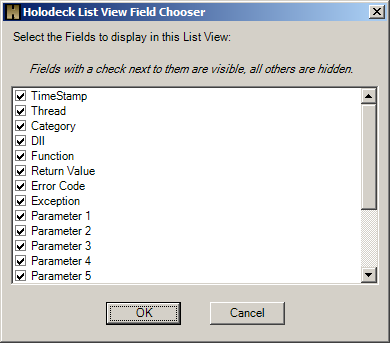 Holodeck List View Field Chooser
Select the Fields to display in this List View:
Fields with a check next to them are visible, all others are hidden.
TimeStamp
Thread
Category
Dll
Function
Return Value
Error Code
Exception
Parameter 1
Parameter 2
Parameter 3
Parameter 4
Parameter 5
OK Cancel